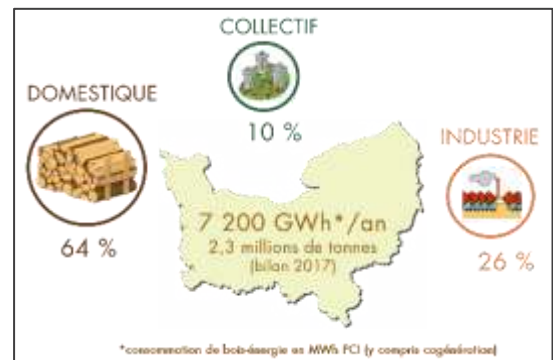 COLLECTIF
10 %
DOMESTIQUE
64 %
INDUSTRIE
26 %
7 200 GWh*/an
2,3 millions de tonnes
(bilan 2017)
*consommation de bois-énergie en MWh PCI (y compris cogénération)